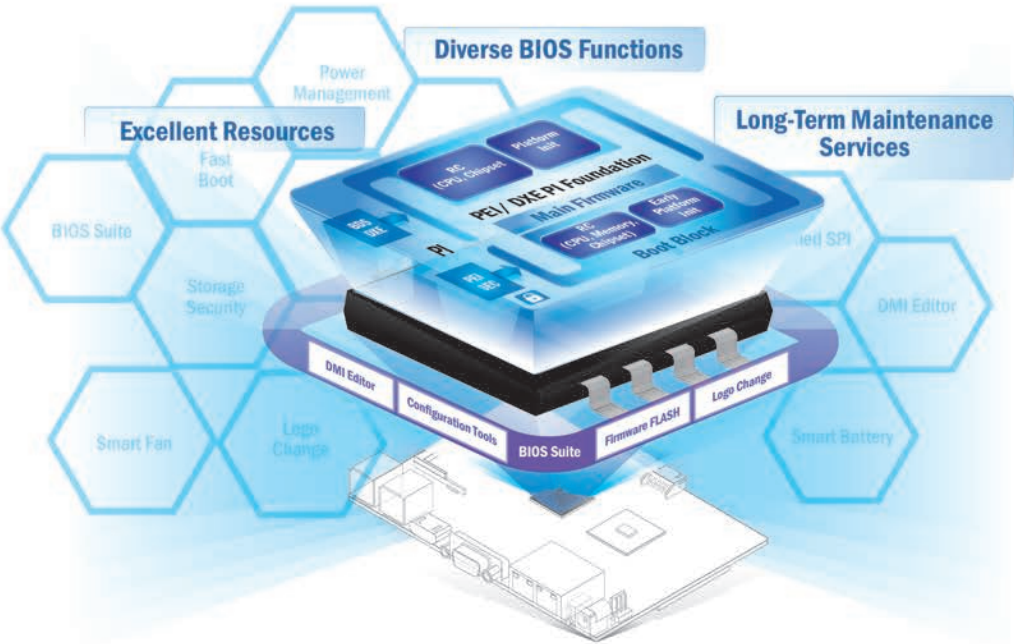 Diverse BIOS Functions
Power
Management
Excellent Resources
Long-Term Maintenance
Services
Fast
Boot
BIOS Suite
Storage
Security
Smart Fan
Logo
Change
RC
(CPU, Chipset
Platform
Init
PEI/ DXE PI Foundation
Main Firmware
BDS
DXE
PI
RC
(CPU, Memory,
Chipset)
Early
Platform
Init
Boot Block
PEI
SPI
DMI Editor
Smart Battery
DMI Editor
Configuration Tools
BIOS Suite
Firmware FLASH
Logo Change